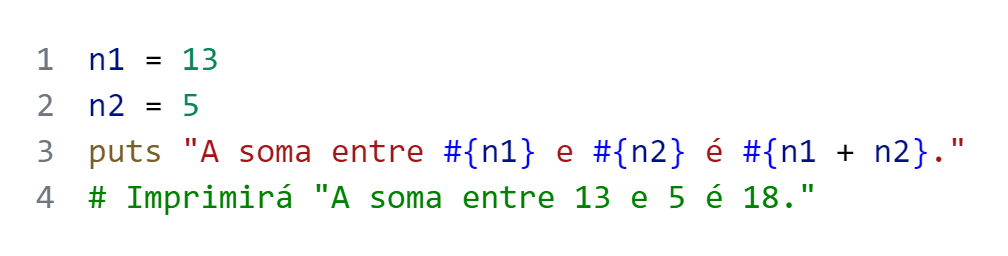 1 n1 = 13
2 n2 = 5
3 puts "A soma entre #{n1} e #{n2} é #{n1 + n2}."
4 # Imprimirá "A soma entre 13 e 5 é 18."